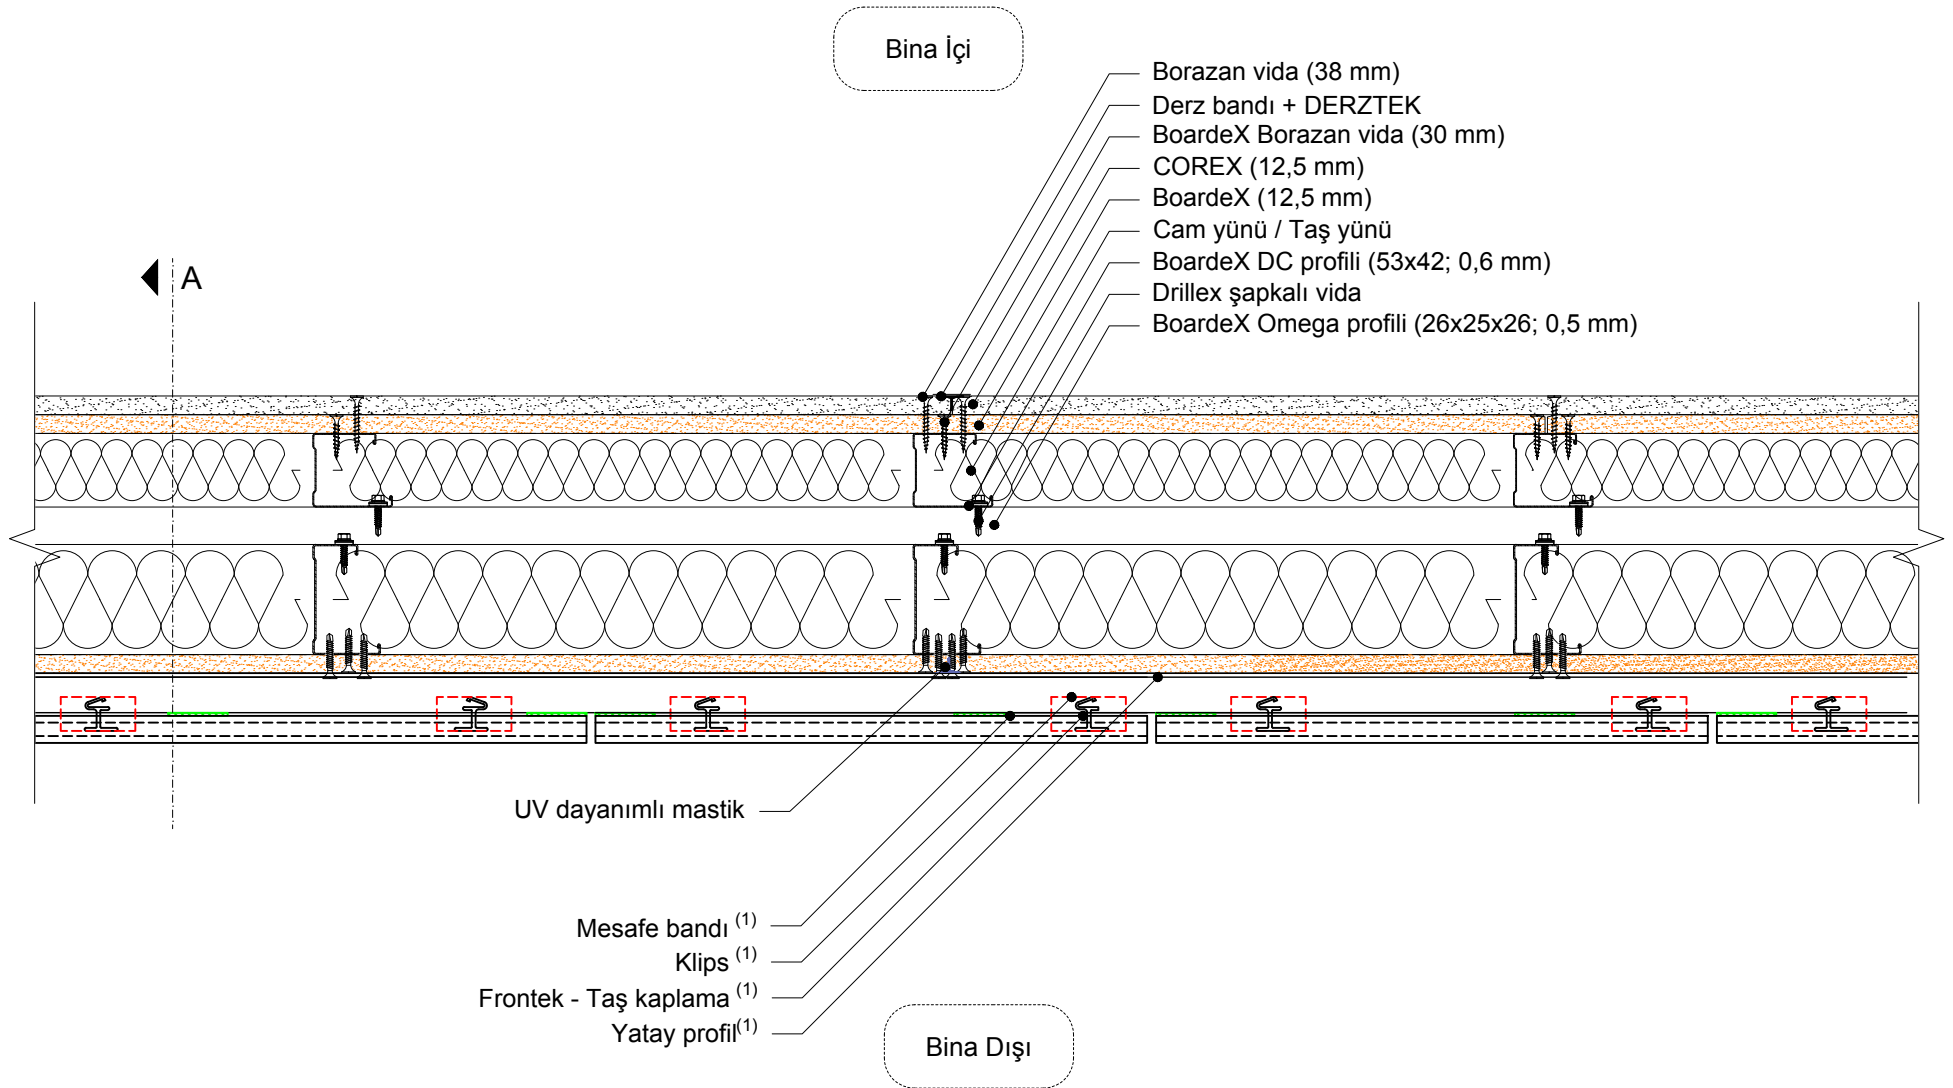 Bina İçi
Borazan vida (38 mm)
Derz bandı + DERZTEK
BoardeX Borazan vida (30 mm)
COREX (12,5 mm)
BoardeX (12,5 mm)
Cam yünü / Taş yünü
BoardeX DC profili (53x42; 0,6 mm)
Drillex şapkalı vida
BoardeX Omega profili (26x25x26; 0,5 mm)
A
UV dayanımlı mastik
Mesafe bandı (1)
Klips (1)
Frontek - Taş kaplama (1)
Yatay profil(1)
Bina Dışı